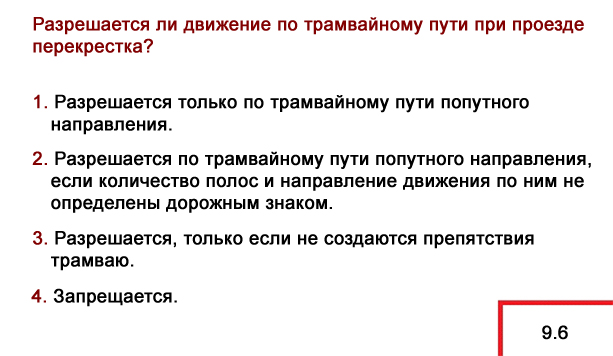 Разрешается ли движение по трамвайному пути при проезде
перекрестка?
1. Разрешается только по трамвайному пути попутного
направления.
2. Разрешается по трамвайному пути попутного направления,
если количество полос и направление движения по ним не
определены дорожным знаком.
3. Разрешается, только если не создаются препятствия
трамваю.
4. Запрещается.
9.6